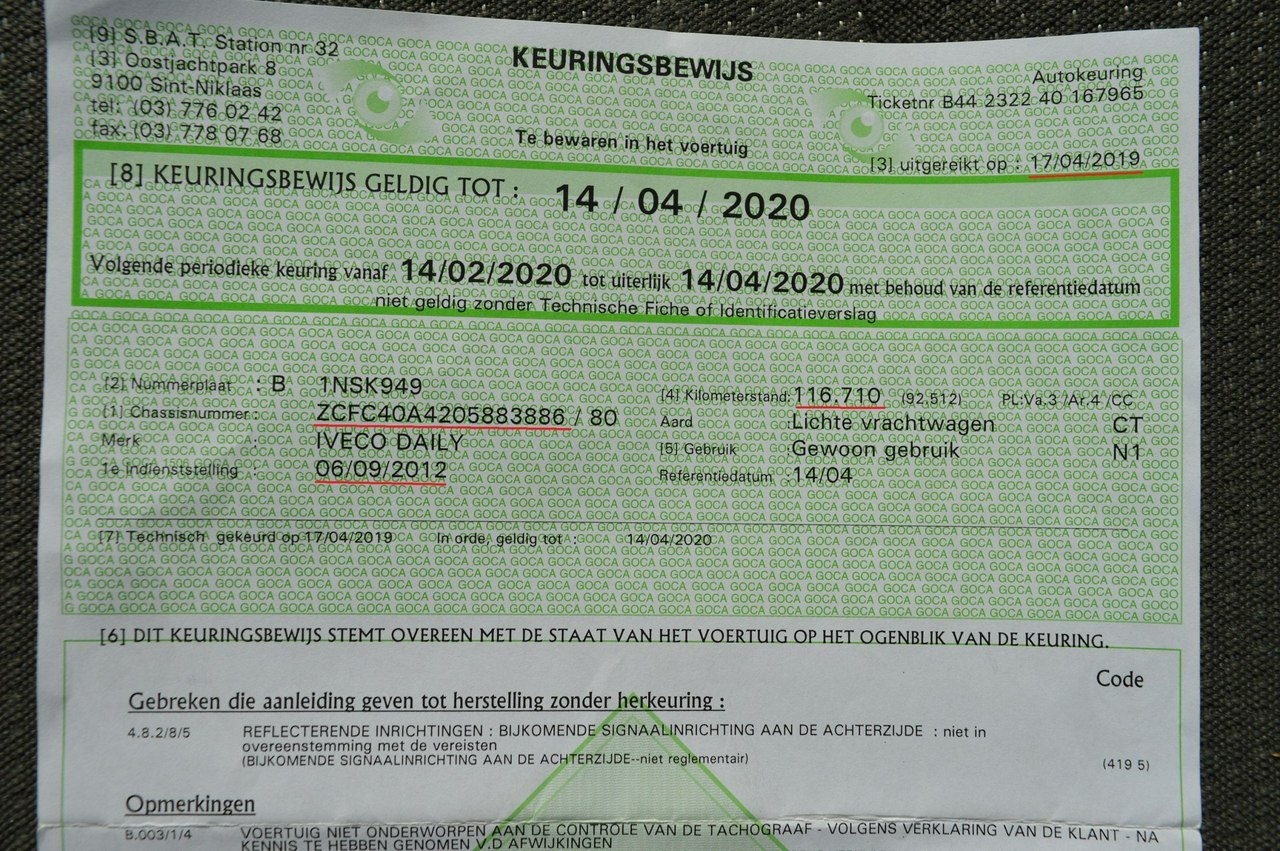 [9] S.B.A.T. Station nr 32
[3] Oostjachtpark 8
9100 Sint-Niklaas
tel: (03) 776 02 42
fax: (03) 778 07 68
KEURINGSBEWIJS
Te bewaren in het voertuig
Autokeuring
Ticketnr B44 2322 40 167965
[3] uitgereikt op : 17/04/2019
[8] KEURINGSBEWIJS GELDIG TOT : 14 / 04 / 2020
Volgende periodieke keuring vanaf 14/02/2020 tot uiterlijk 14/04/2020 met behoud van de referentiedatum
niet geldig zonder Technische Fiche of Identificatieverslag
[2] Nummerplaat : B 1NSK949
[1] Chassisnummer : ZCFC40A4205883886 / 80
Merk : IVECO DAILY
1e Indienststelling : 06/09/2012
[4] Kilometerstand: 116.710 (92,512) PL:Va.3 /Ar.4 /CC
Aard :Lichte vrachtwagen CT
[5] Gebruik :Gewoon gebruik N1
Referentiedatum :14/04
[7] Technisch gekeurd op 17/04/2019 In orde, geldig tot : 14/04/2020
[6] DIT KEURINGSBEWIJS STEMT OVEREEN MET DE STAAT VAN HET VOERTUIG OP HET OGENBLIK VAN DE KEURING.
Code
Gebreken die aanleiding geven tot herstelling zonder herkeuring :
4.8.2/8/5 REFLECTERENDE INRICHTINGEN : BIJKOMENDE SIGNAALINRICHTING AAN DE ACHTERZIJDE : niet in
overeenstemming met de vereisten
(BIJKOMENDE SIGNAALINRICHTING AAN DE ACHTERZIJDE--niet reglementair) (419 5)
Opmerkingen
B.003/1/4 VOERTUIG NIET ONDERWORPEN AAN DE CONTROLE VAN DE TACHOGRAAF - VOLGENS VERKLARING VAN DE KLANT - NA
KENNIS TE HEBBEN GENOMEN V.D AFWIJKINGEN